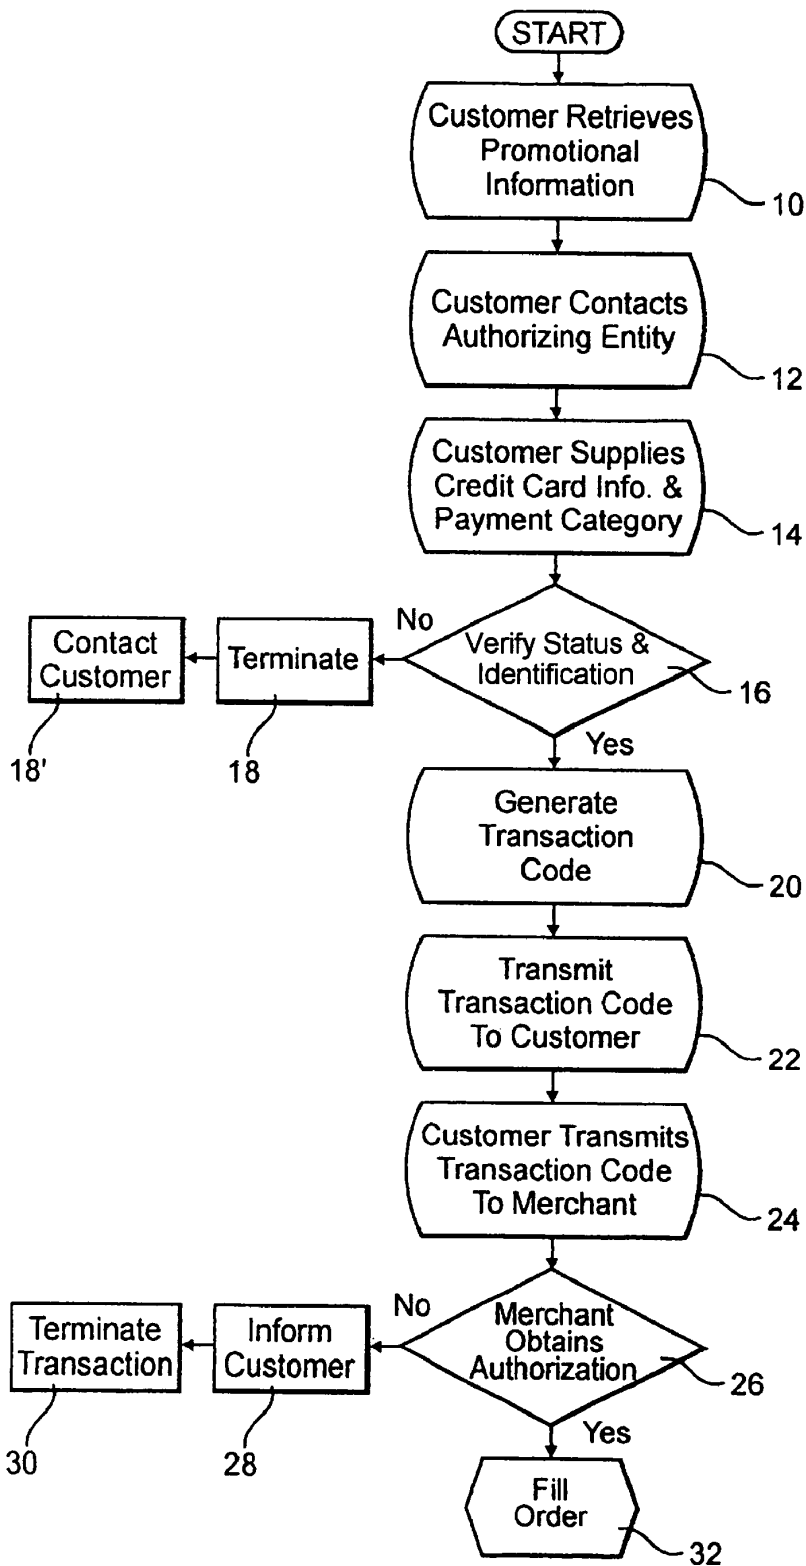 START
Customer Retrieves
Promotional
Information
10
Customer Contacts
Authorizing Entity
12
Customer Supplies
Credit Card Info. &
Payment Category
14
No
Verify Status &
Identification
16
Terminate
18
Contact
Customer
18'
Yes
Generate
Transaction
Code
20
Transmit
Transaction Code
To Customer
22
Customer Transmits
Transaction Code
To Merchant
24
No
Merchant
Obtains
Authorization
26
Inform
Customer
28
Terminate
Transaction
30
Yes
Fill
Order
32